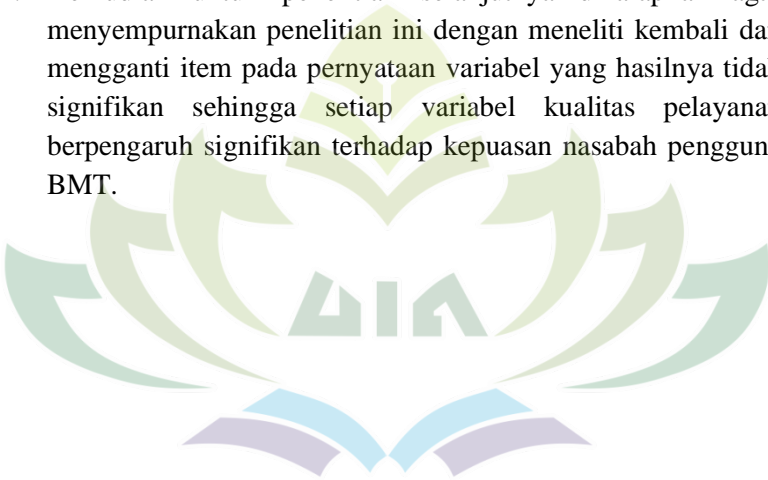 menyempurnakan penelitian ini dengan meneliti kembali da
mengganti item pada pernyataan variabel yang hasilnya tida
signifikan sehingga setiap variabel kualitas pelayana
berpengaruh signifikan terhadap kepuasan nasabah penggun
BMT.
UIN